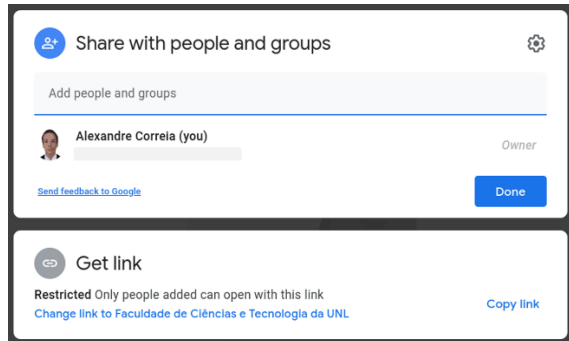 Share with people and groups
Add people and groups
Alexandre Correia (you)
Owner
Send feedback to Google
Done
Get link
Restricted Only people added can open with this link
Change link to Faculdade de Ciências e Tecnologia da UNL
Copy link